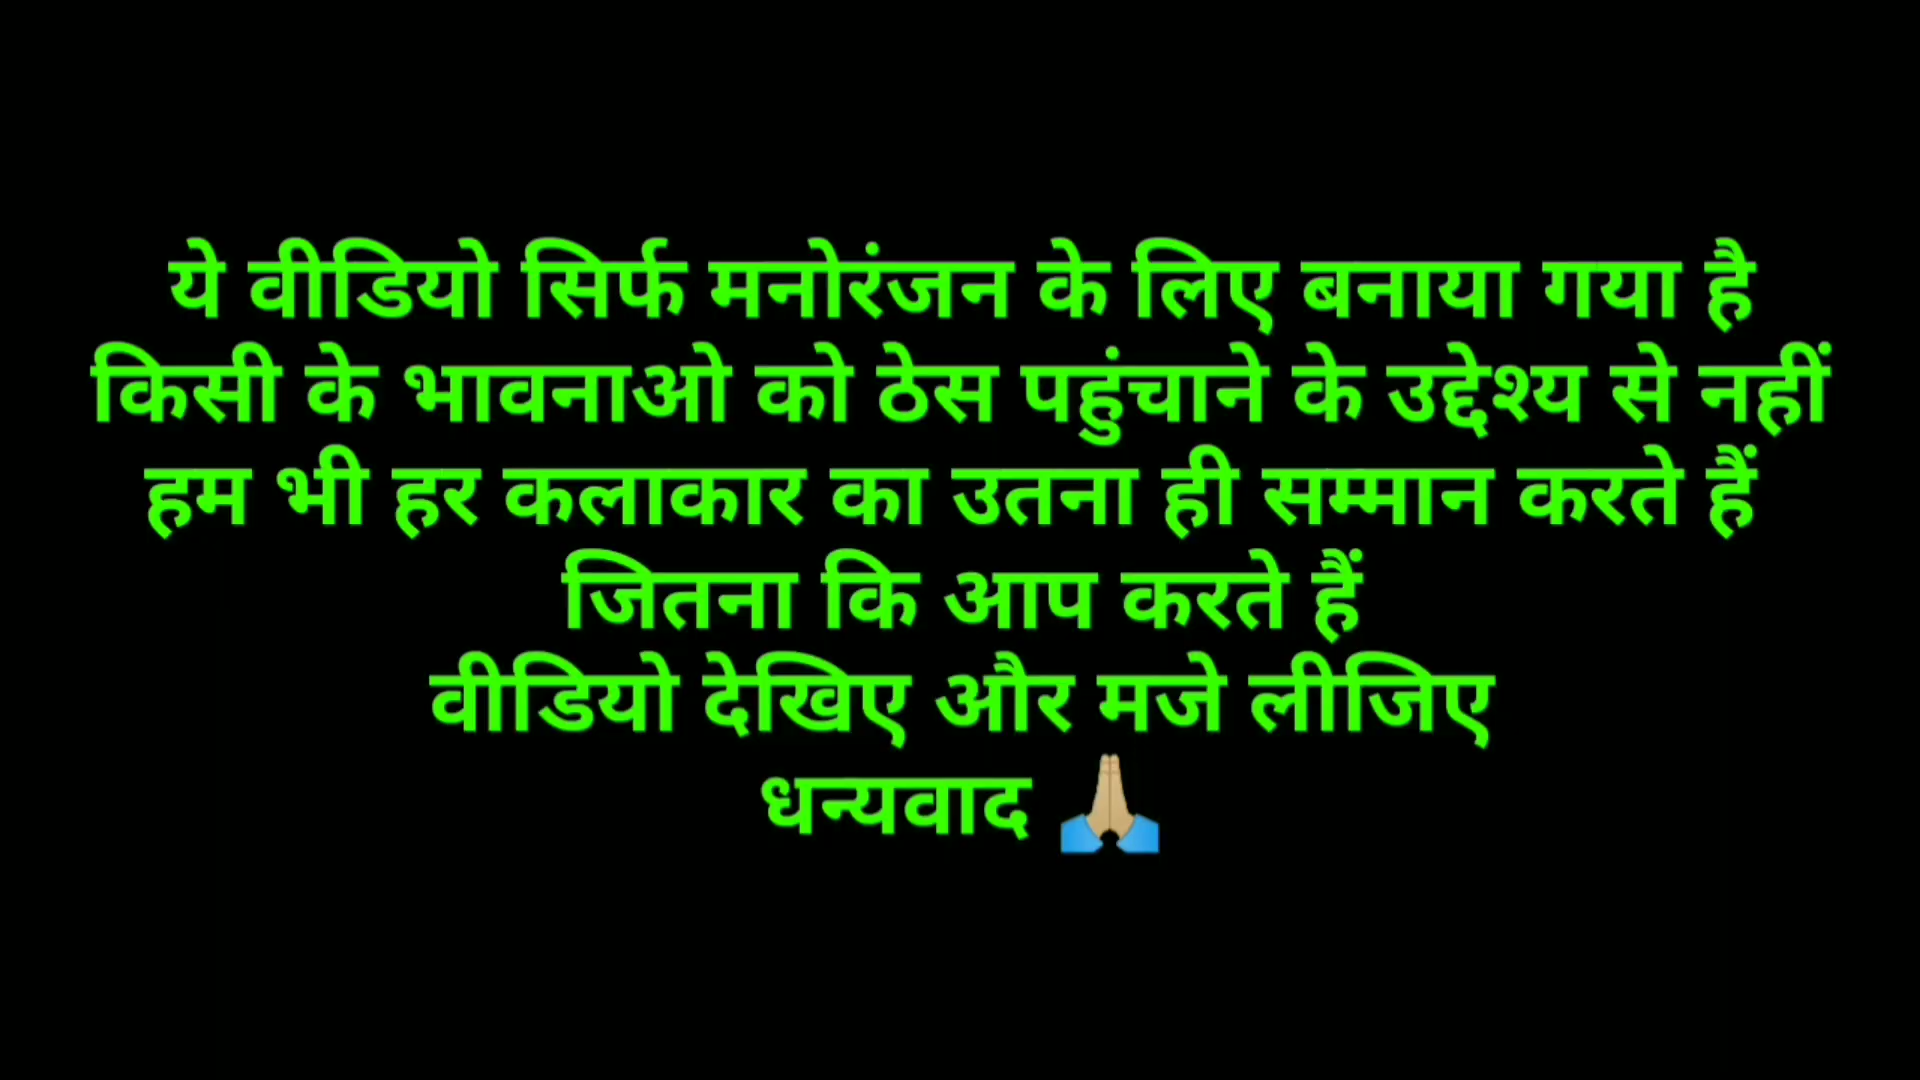 ये वीडियो सिर्फ मनोरंजन के लिए बनाया गया है
किसी के भावनाओ को ठेस पहुंचाने के उद्देश्य से नहीं
हम भी हर कलाकार का उतना ही सम्मान करते हैं
जितना कि आप करते हैं
वीडियो देखिए और मजे लीजिए
धन्यवाद 🙏🏼